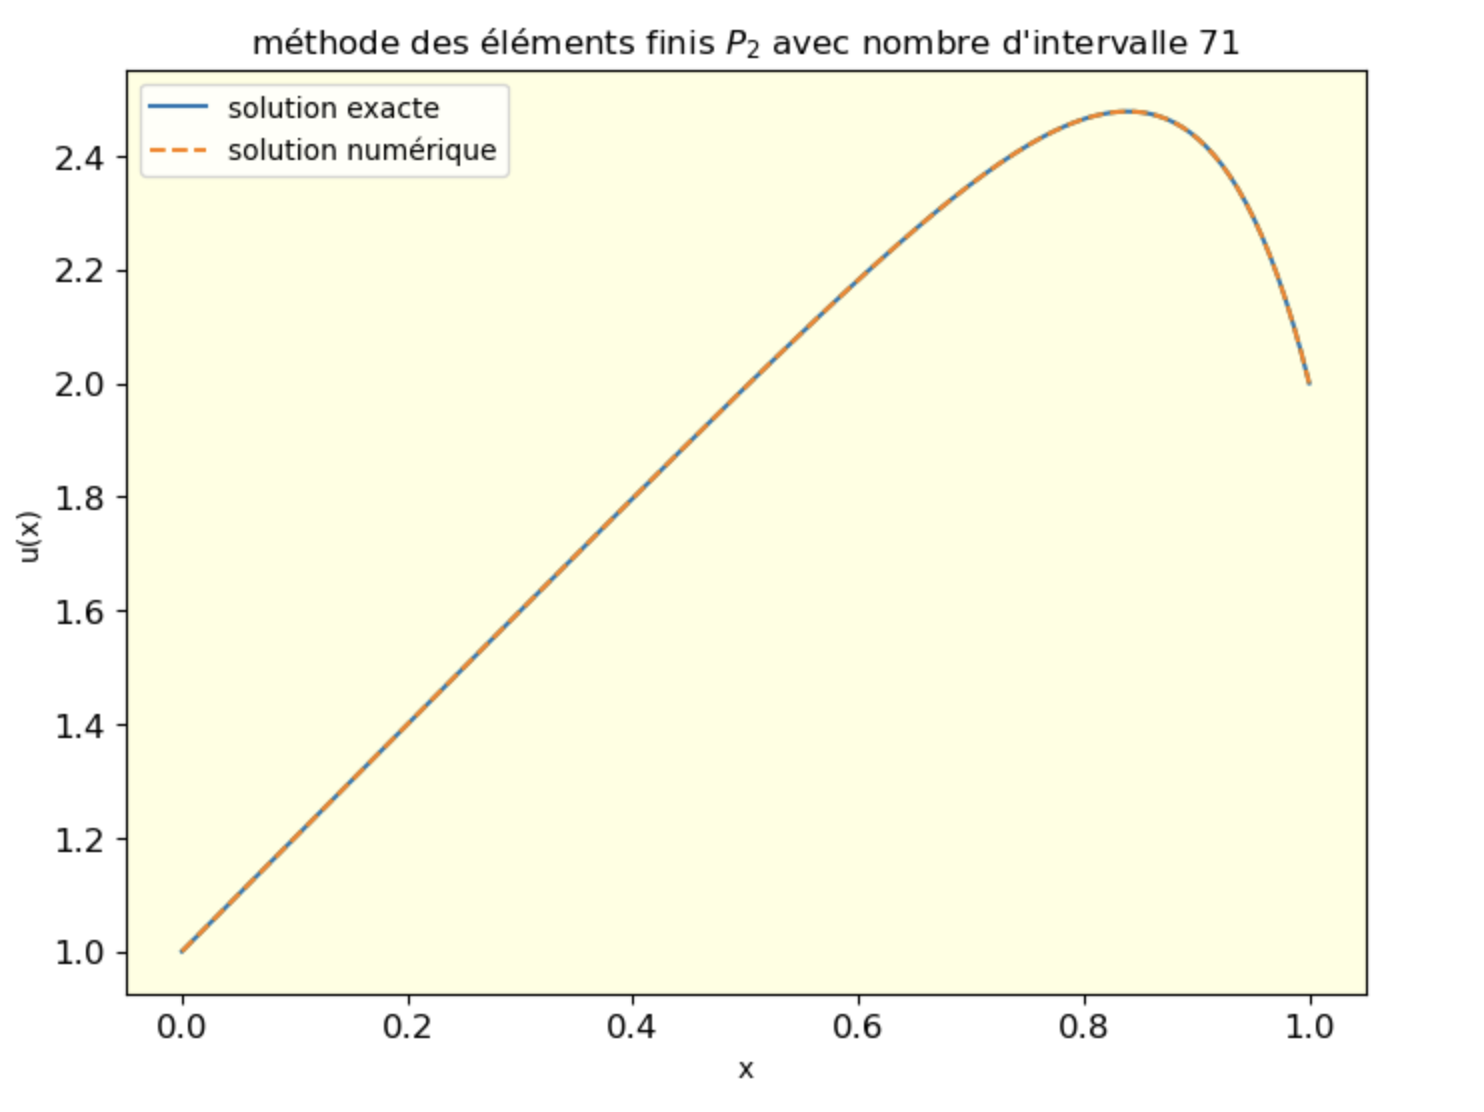 méthode des éléments finis P₂ avec nombre d'intervalle 71
solution exacte
solution numérique
2.4
2.2
2.0
1.8
1.6
1.4
1.2
1.0
u(x)
0.0 0.2 0.4 0.6 0.8 1.0
x